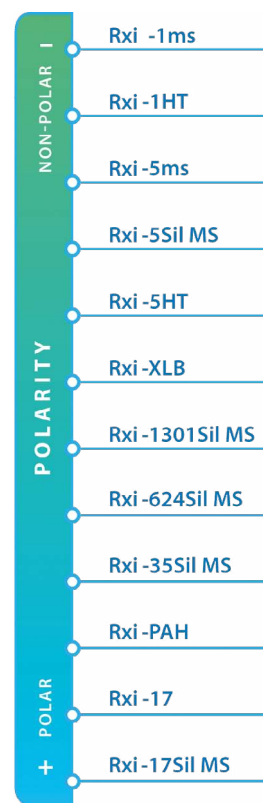 NON-POLAR –
POLARITY
+ POLAR
Rxi -1ms
Rxi -1HT
Rxi -5ms
Rxi -5Sil MS
Rxi -5HT
Rxi -XLB
Rxi -1301Sil MS
Rxi -624Sil MS
Rxi -35Sil MS
Rxi -PAH
Rxi -17
Rxi -17Sil MS